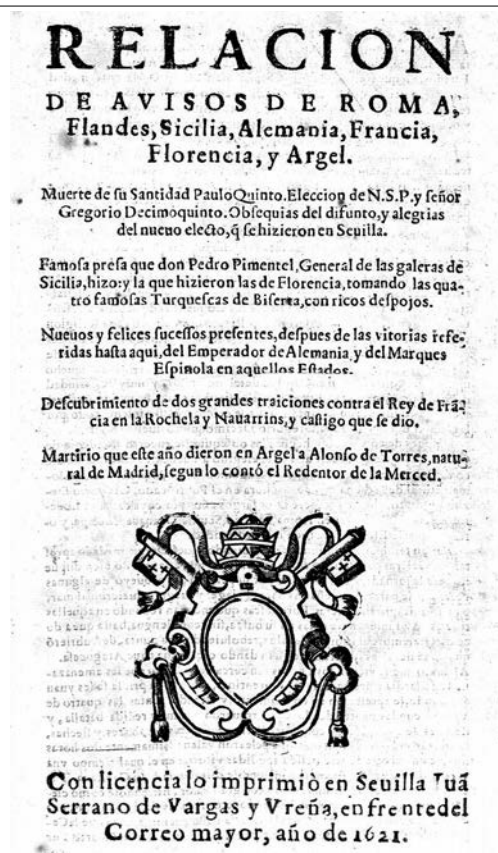 RELACION
DE AVISOS DE ROMA,
Flandes, Sicilia, Alemania, Francia,
Florencia, y Argel.
Muerte de ſu Santidad Paulo Quinto. Eleccion de N.S.P. y ſeñor
Gregorio Decimoquinto. Obſequias del difunto, y alegrias
del nueuo electo, q̃ ſe hizieron en Seuilla.
Famoſa preſa que don Pedro Pimentel, General de las galeras de
Sicilia, hizo: y la que hizieron las de Florencia, tomando las qua-
tro famoſas Turqueſcas de Biſerta, con ricos deſpojos.
Nueuos y felices ſuceſſos preſentes, deſpues de las vitorias refe-
ridas haſta aqui, del Emperador de Alemania, y del Marques
Eſpinola en aquellos Eſtados.
Deſcubrimiento de dos grandes traiciones contra el Rey de Frã-
cia en la Rochela y Nauarrins, y caſtigo que ſe dio.
Martirio que eſte año dieron en Argel a Alonſo de Torres, natu-
ral de Madrid, ſegun lo contó el Redentor de la Merced.
Con licencia lo imprimiò en Seuilla Iuã
Serrano de Vargas y Vreña, en frente del
Correo mayor, año de 1621.